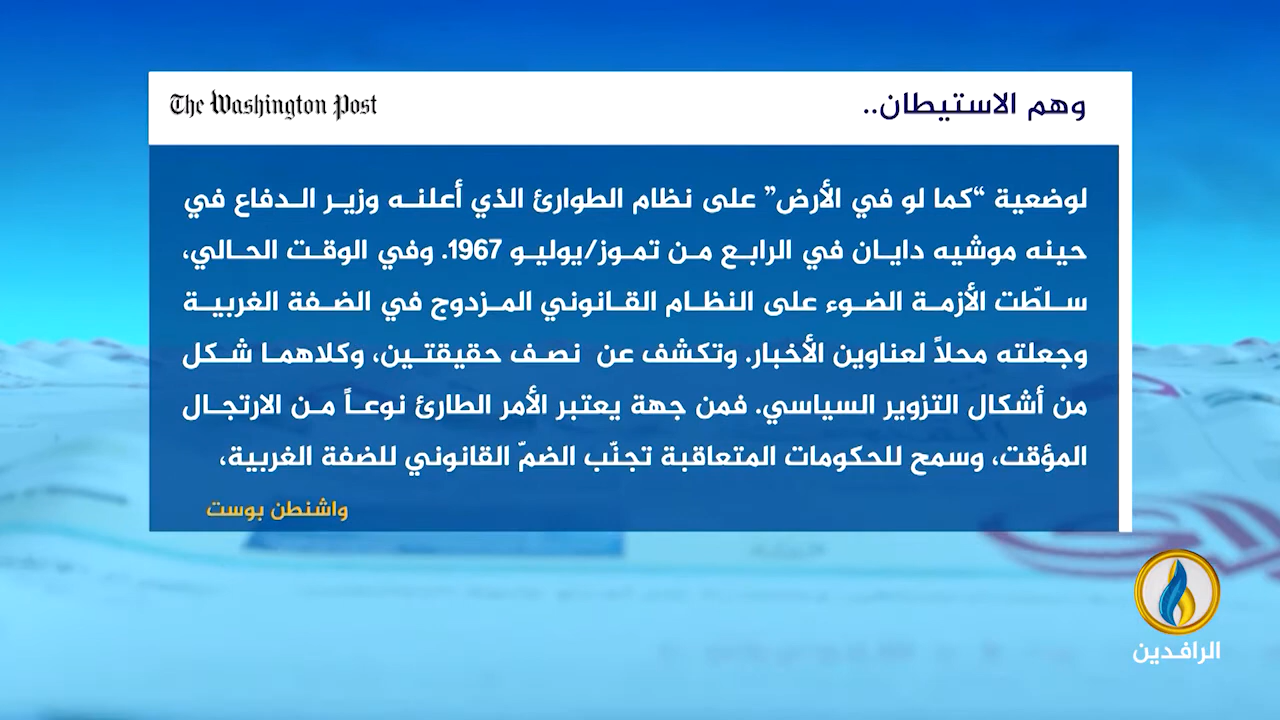 وهم الاستيطان..
The Washington Post
لوضعية “كما لو في الأرض” على نظام الطوارئ الذي أعلنه وزير الدفاع في
حينه موشيه دايان في الرابع من تموز/يوليو 1967. وفي الوقت الحالي،
سلّطت الأزمة الضوء على النظام القانوني المزدوج في الضفة الغربية
وجعلته محلاً لعناوين الأخبار. وتكشف عن نصف حقيقتين، وكلاهما شكل
من أشكال التزوير السياسي. فمن جهة يعتبر الأمر الطارئ نوعاً من الارتجال
المؤقت، وسمح للحكومات المتعاقبة تجنّب الضمّ القانوني للضفة الغربية،
واشنطن بوست
الرافدين